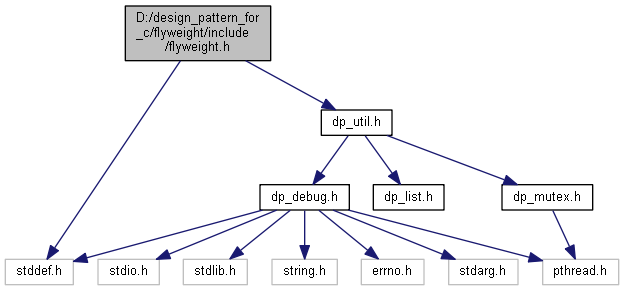 D:/design_pattern_for
_c/flyweight/include
/flyweight.h
dp_util.h
dp_debug.h
dp_list.h
dp_mutex.h
stddef.h
stdio.h
stdlib.h
string.h
errno.h
stdarg.h
pthread.h